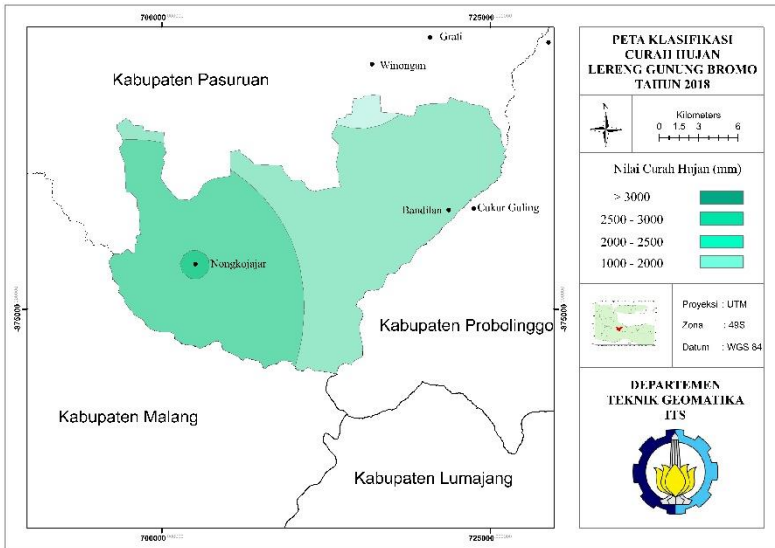 706000
725000
Grati
Winongan
Kabupaten Pasuruan
Bandilan
Cukur Guling
Nongkojajar
Kabupaten Probolinggo
Kabupaten Malang
Kabupaten Lumajang
706000
725000
PETA KLASIFIKASI
CURAH HUJAN
LERENG GUNUNG BROMO
TAHUN 2018
N
Kilometers
0 1.5 3 6
Nilai Curah Hujan (mm)
> 3000
2500 - 3000
2000 - 2500
1000 - 2000
Proyeksi : UTM
Zona : 49S
Datum : WGS 84
DEPARTEMEN
TEKNIK GEOMATIKA
ITS